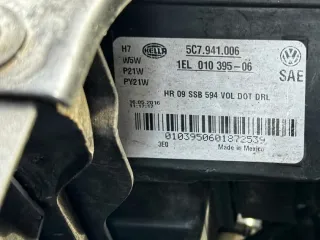 H7 HELLA 5C7.941.006
W5W 1EL 010 395-06
P21W SAE
PY21W
HR 09 SSB 594 VOL DOT DRL
0103950601872539
3EQ Made in Mexico